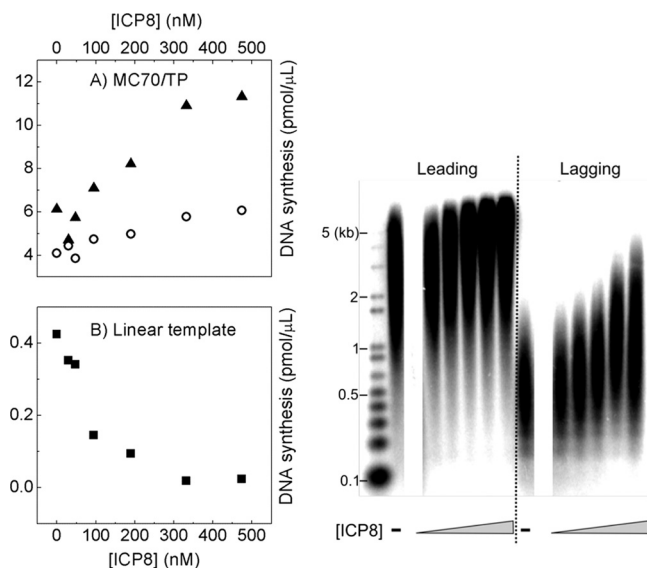 [ICP8] (nM)
0 100 200 300 400 500
A) MC70/TP
12
10
8
6
4
DNA synthesis (pmol/μL)
B) Linear template
0.4
0.2
0.0
DNA synthesis (pmol/μL)
0 100 200 300 400 500
[ICP8] (nM)
Leading Lagging
5 (kb)
2
1
0.5
0.1
[ICP8] - -